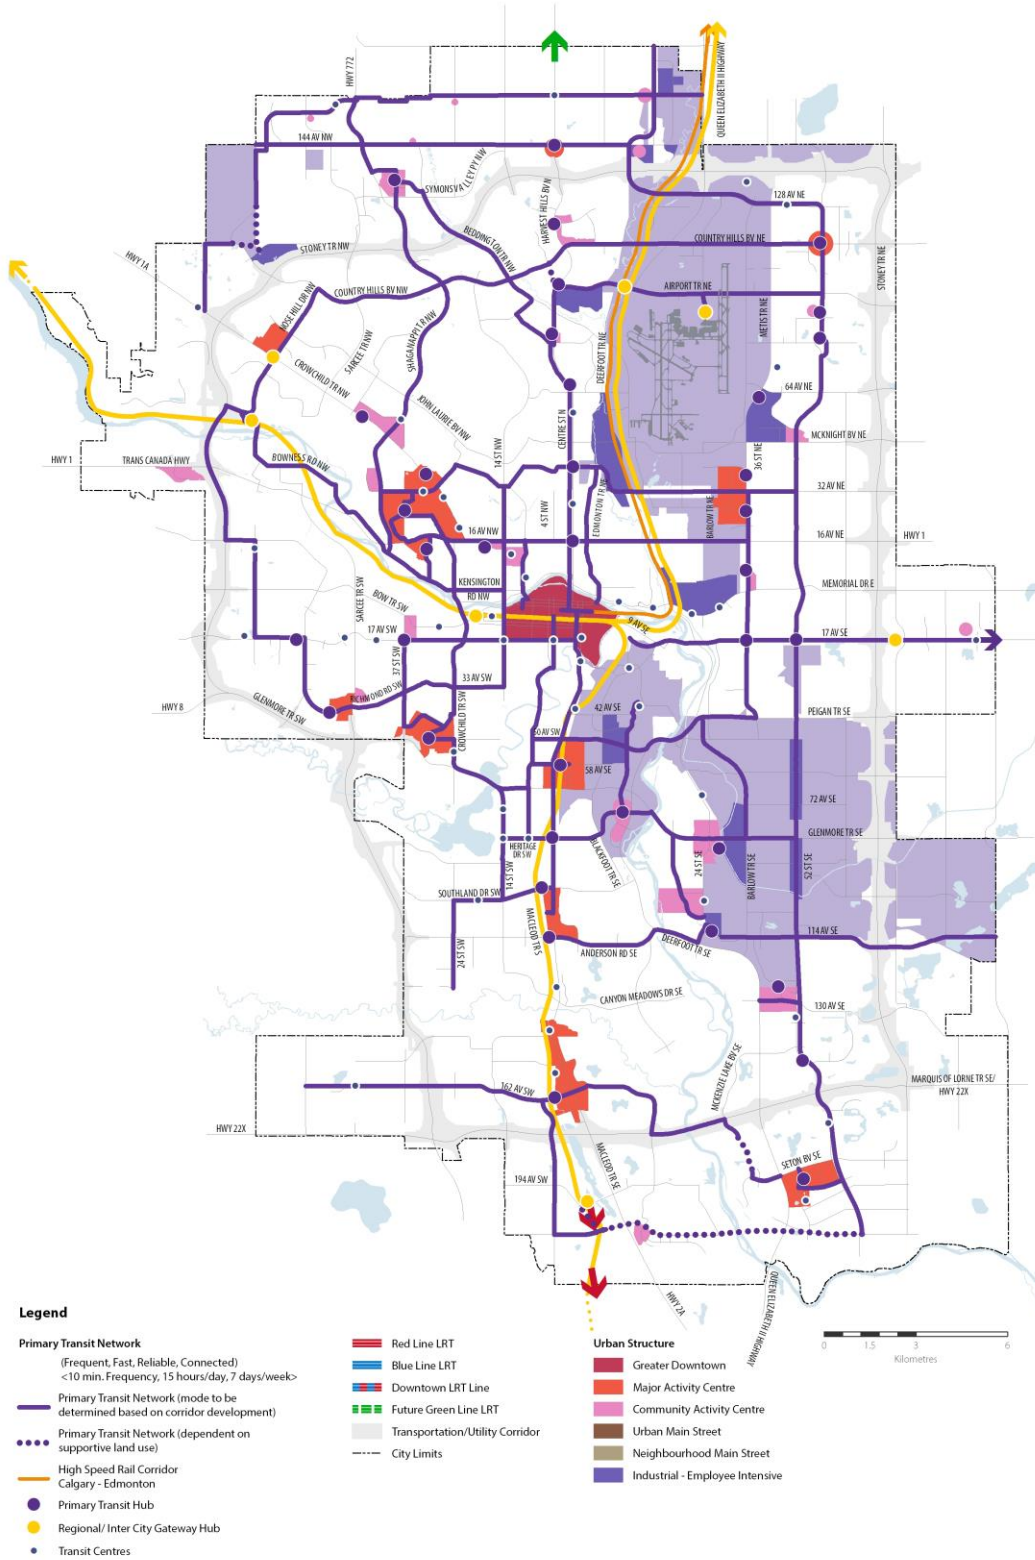 QUEEN ELIZABETH II HIGHWAY
HWY 772
144 AV NW
SYMONS VALLEY PY NW
HARVEST HILLS BV N
128 AV NE
COUNTRY HILLS BV NE
STONEY TR NW
BEDDINGTON TR NW
STONEY TR NE
HWY 1A
COUNTRY HILLS BV NW
AIRPORT TR NE
NOSE HILL DR NW
SARCEE TR NW
SHAGANAPPI TR NW
DEERFOOT TR NE
METIS TR NE
CROWCHILD TR NW
64 AV NE
JOHN LAURIE BV NW
CENTRE ST N
14 ST NW
36 ST NE
MCKNIGHT BV NE
HWY 1
TRANS CANADA HWY
BOWNESS RD NW
32 AV NE
4 ST NW
EDMONTON TR NE
BARLOW TR NE
16 AV NW
16 AV NE
HWY 1
KENSINGTON
RD NW
MEMORIAL DR E
SARCEE TR SW
BOW TR SW
17 AV SW
9 AV SE
17 AV SE
37 ST SW
33 AV SW
RICHMOND RD SW
HWY 8
GLENMORE TR SW
CROWCHILD TR SW
42 AV SE
PEIGAN TR SE
50 AV SW
58 AV SE
72 AV SE
GLENMORE TR SE
HERITAGE
DR SW
BLACKFOOT TR SE
24 ST SE
BARLOW TR SE
52 ST SE
14 ST SW
SOUTHLAND DR SW
MACLEOD TR S
24 ST SW
114 AV SE
DEERFOOT TR SE
ANDERSON RD SE
CANYON MEADOWS DR SE
130 AV SE
MCKENZIE LAKE BV SE
162 AV SW
MARQUIS OF LORNE TR SE/
HWY 22X
HWY 22X
MACLEOD TR SE
SETON BV SE
194 AV SW
HWY 2A
QUEEN ELIZABETH II HIGHWAY
0 1.5 3 6
Kilometres
Legend
Primary Transit Network
(Frequent, Fast, Reliable, Connected)
<10 min. Frequency, 15 hours/day, 7 days/week>
Primary Transit Network (mode to be
determined based on corridor development)
Primary Transit Network (dependent on
supportive land use)
High Speed Rail Corridor
Calgary - Edmonton
Primary Transit Hub
Regional/ Inter City Gateway Hub
Transit Centres
Red Line LRT
Blue Line LRT
Downtown LRT Line
Future Green Line LRT
Transportation/Utility Corridor
City Limits
Urban Structure
Greater Downtown
Major Activity Centre
Community Activity Centre
Urban Main Street
Neighbourhood Main Street
Industrial - Employee Intensive